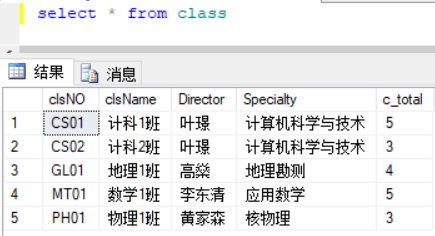 select * from class
结果 消息
clsNO clsName Director Specialty c_total
1 CS01 计科1班 叶璟 计算机科学与技术 5
2 CS02 计科2班 叶璟 计算机科学与技术 3
3 GL01 地理1班 高燊 地理勘测 4
4 MT01 数学1班 李东清 应用数学 5
5 PH01 物理1班 黄家森 核物理 3